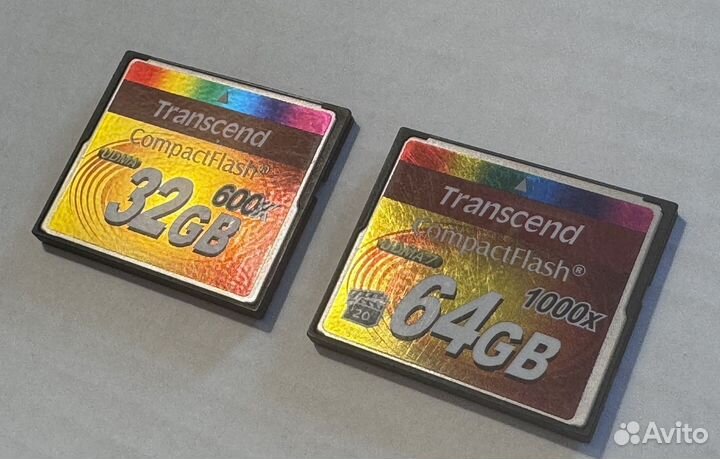 Transcend
CompactFlash®
UDMA
600x
32GB
Transcend
CompactFlash®
UDMA7
1000x
64GB
20
Avito